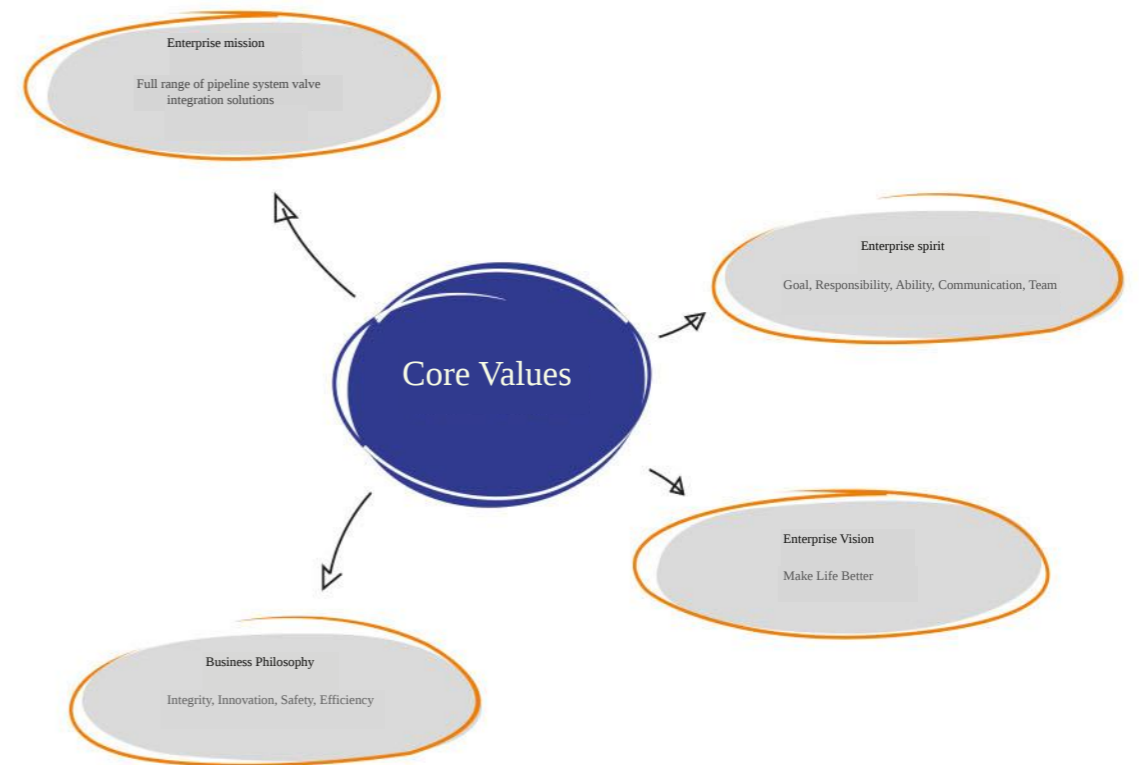 Enterprise mission
Full range of pipeline system valve
integration solutions
Enterprise spirit
Goal, Responsibility, Ability, Communication, Team
Core Values
Enterprise Vision
Make Life Better
Business Philosophy
Integrity, Innovation, Safety, Efficiency